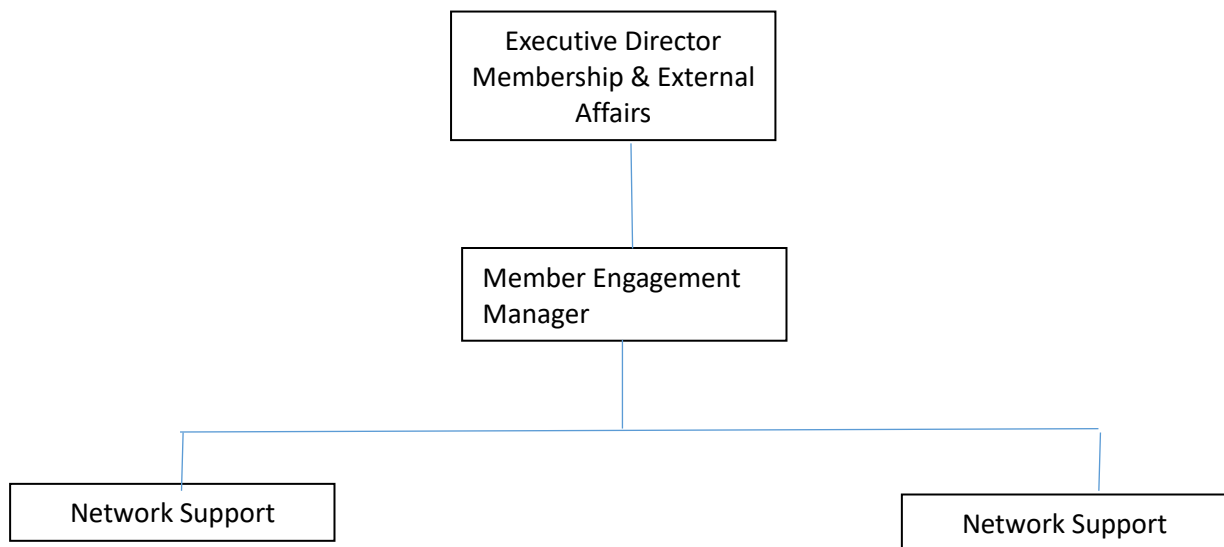 Executive Director
Membership & External
Affairs
Member Engagement
Manager
Network Support
Network Support